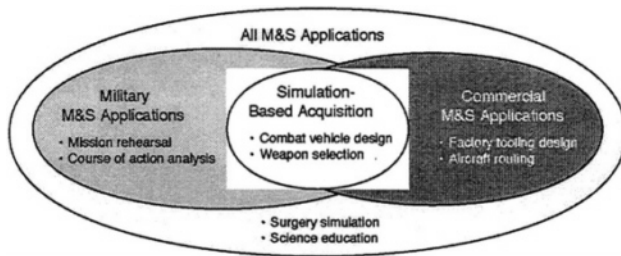 All M&S Applications
Military
M&S Applications
• Mission rehearsal
• Course of action analysis
Simulation-
Based Acquisition
• Combat vehicle design
• Weapon selection
Commercial
M&S Applications
• Factory tooling design
• Aircraft routing
• Surgery simulation
• Science education